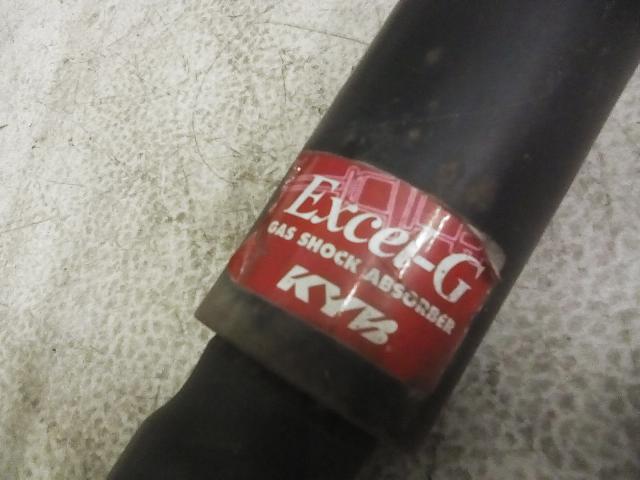 Excel-G
GAS SHOCK ABSORBER
KYB